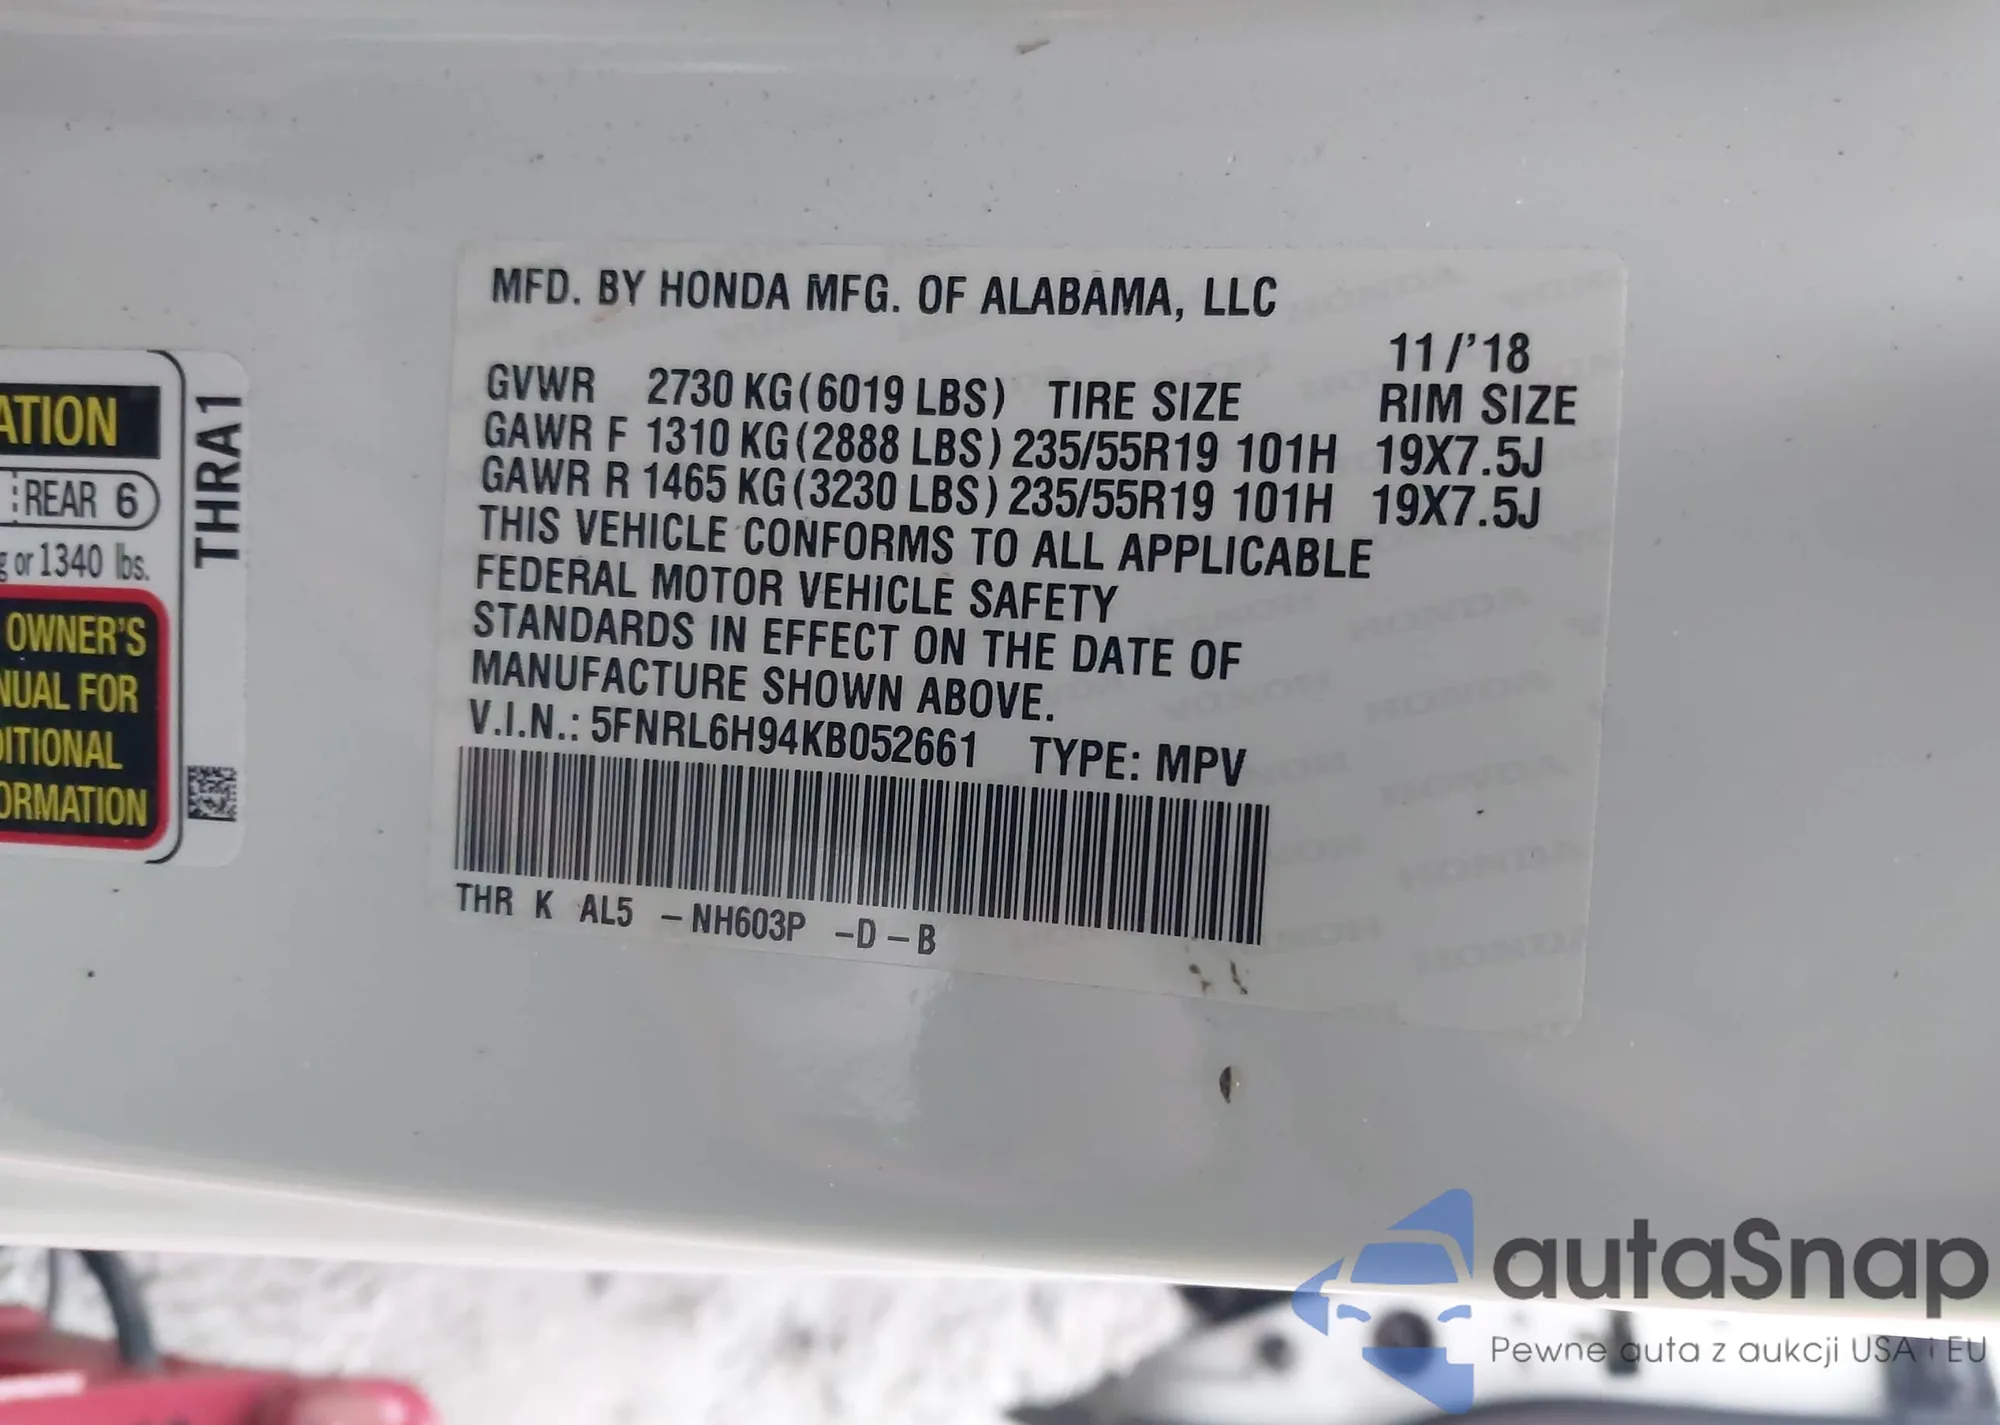 ATION
REAR 6
or 1340 lbs.
OWNER'S
NUAL FOR
DITIONAL
ORMATION
THRA1
MFD. BY HONDA MFG. OF ALABAMA, LLC
11/'18
GVWR 2730 KG (6019 LBS) TIRE SIZE RIM SIZE
GAWR F 1310 KG (2888 LBS) 235/55R19 101H 19X7.5J
GAWR R 1465 KG (3230 LBS) 235/55R19 101H 19X7.5J
THIS VEHICLE CONFORMS TO ALL APPLICABLE
FEDERAL MOTOR VEHICLE SAFETY
STANDARDS IN EFFECT ON THE DATE OF
MANUFACTURE SHOWN ABOVE.
V.I.N.: 5FNRL6H94KB052661 TYPE: MPV
THR K AL5 -NH603P -D-B
autaSnap
Pewne auta z aukcji USA i EU